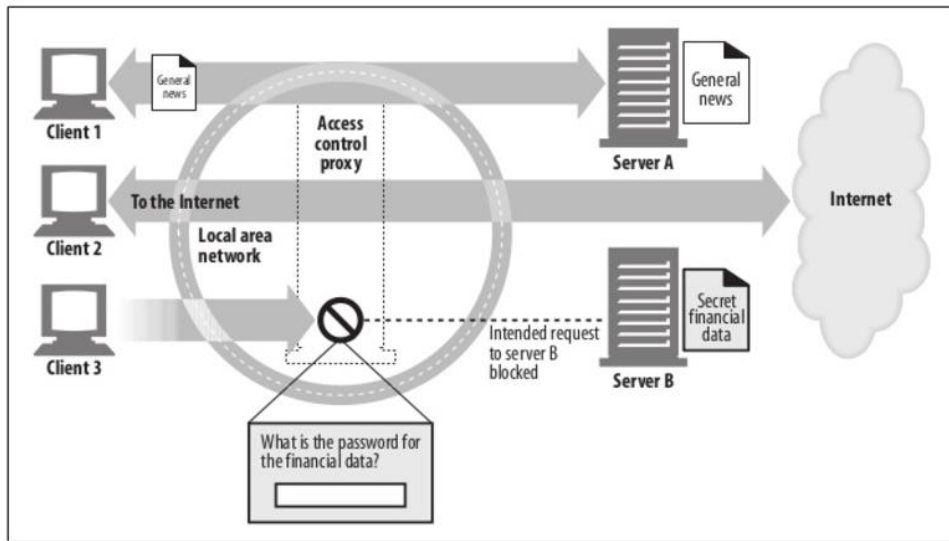 General
news
Client 1
Access
control
proxy
General
news
Server A
To the Internet
Client 2
Local area
network
Internet
Client 3
Intended request
to server B
blocked
Secret
financial
data
Server B
What is the password for
the financial data?